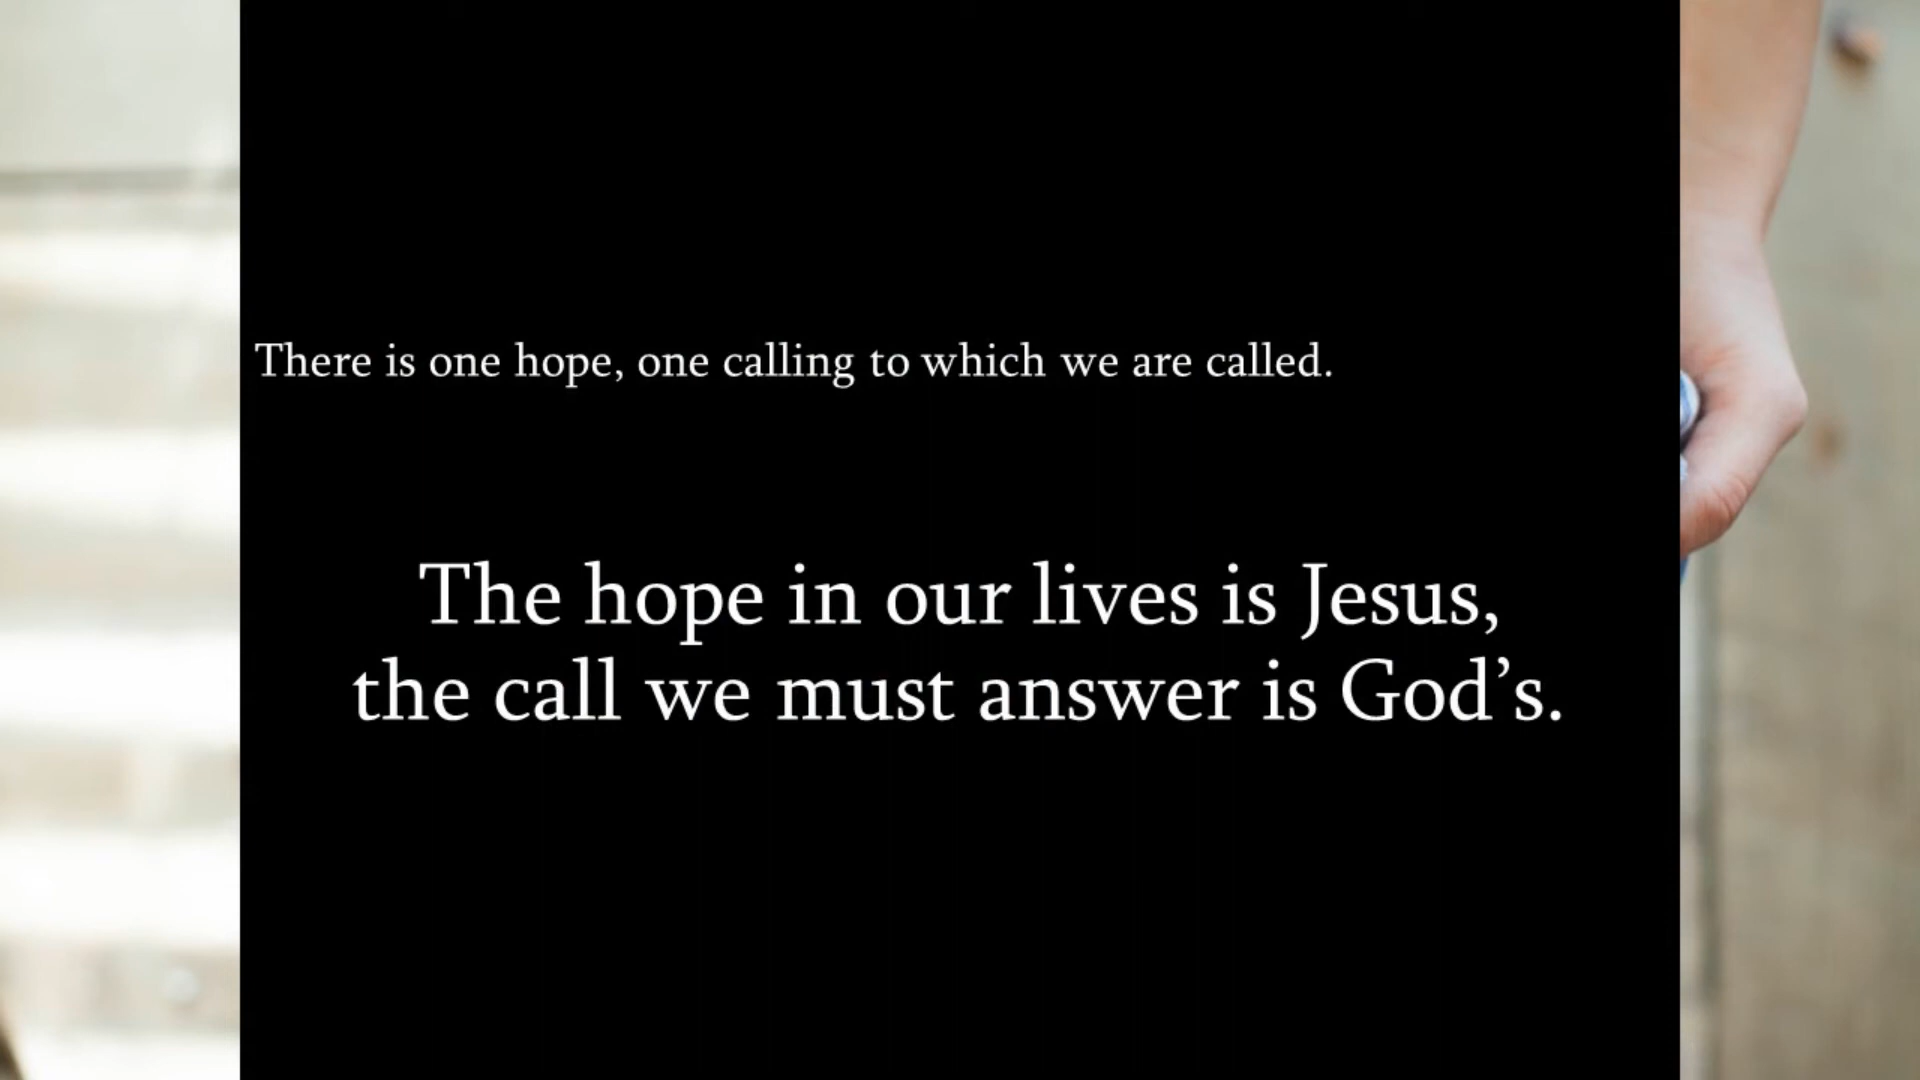 There is one hope, one calling to which we are called.
The hope in our lives is Jesus,
the call we must answer is God’s.